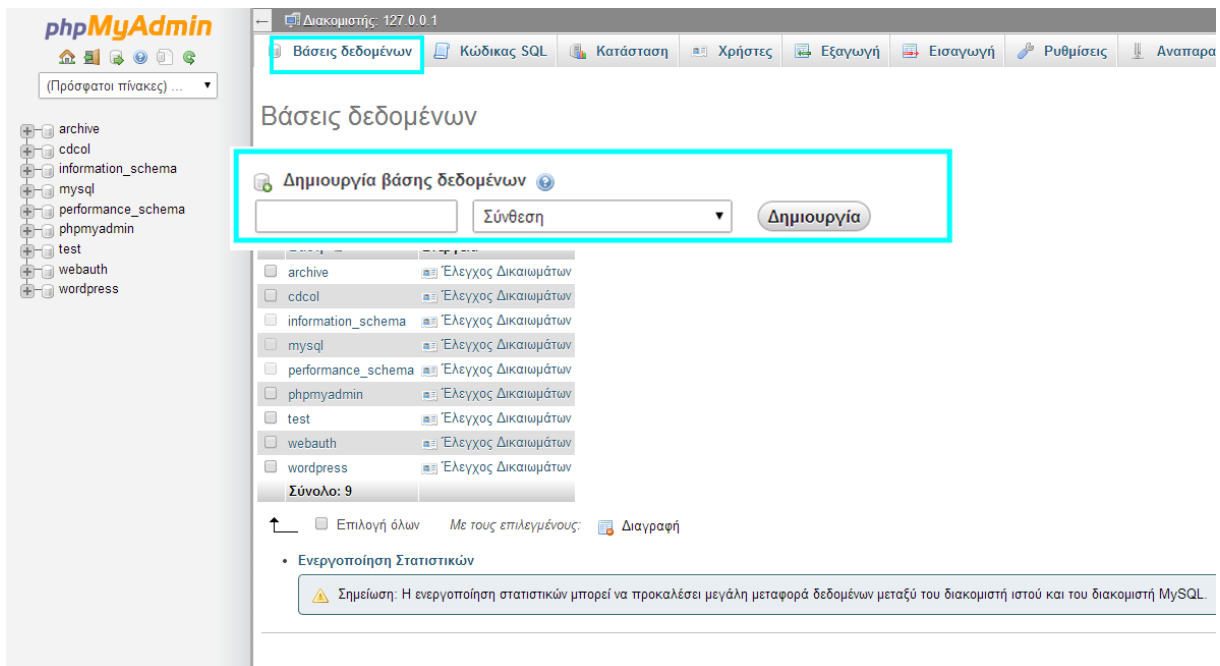 phpMyAdmin
(Πρόσφατοι πίνακες) ...
archive
cdcol
information_schema
mysql
performance_schema
phpmyadmin
test
webauth
wordpress
Διακομιστής: 127.0.0.1
Βάσεις δεδομένων Κώδικας SQL Κατάσταση Χρήστες Εξαγωγή Εισαγωγή Ρυθμίσεις Αναπαρα
Βάσεις δεδομένων
Δημιουργία βάσης δεδομένων
Σύνθεση Δημιουργία
archive Έλεγχος Δικαιωμάτων
cdcol Έλεγχος Δικαιωμάτων
information_schema Έλεγχος Δικαιωμάτων
mysql Έλεγχος Δικαιωμάτων
performance_schema Έλεγχος Δικαιωμάτων
phpmyadmin Έλεγχος Δικαιωμάτων
test Έλεγχος Δικαιωμάτων
webauth Έλεγχος Δικαιωμάτων
wordpress Έλεγχος Δικαιωμάτων
Σύνολο: 9
Επιλογή όλων Με τους επιλεγμένους: Διαγραφή
• Ενεργοποίηση Στατιστικών
Σημείωση: Η ενεργοποίηση στατιστικών μπορεί να προκαλέσει μεγάλη μεταφορά δεδομένων μεταξύ του διακομιστή ιστού και του διακομιστή MySQL.